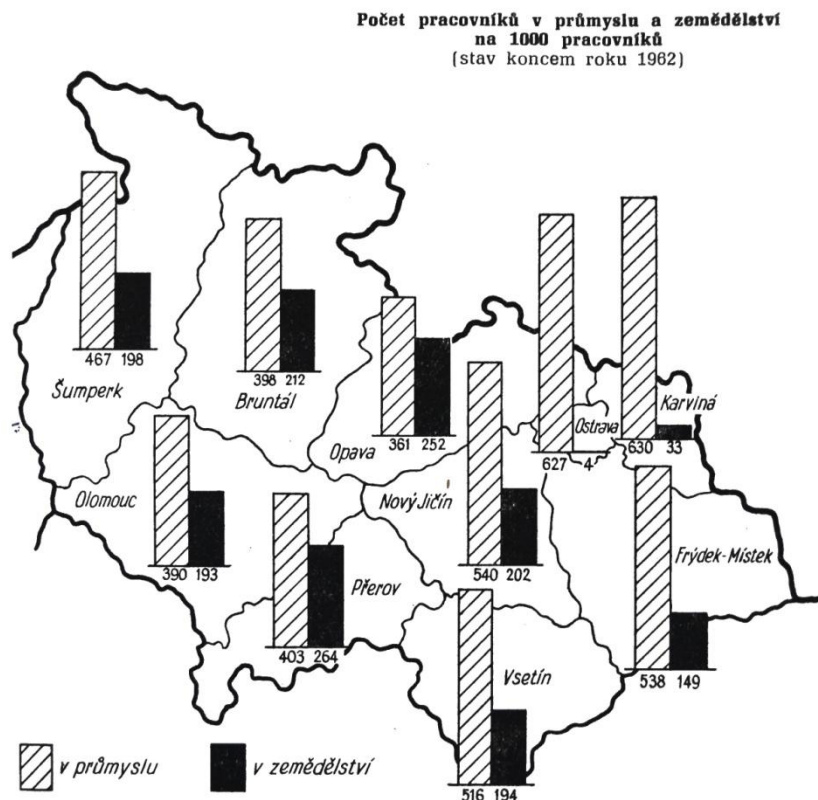 Počet pracovníků v průmyslu a zemědělství
na 1000 pracovníků
(stav koncem roku 1962)
467 198
Šumperk
398 212
Bruntál
361 252
Opava
627 4
Ostrava
630 33
Karviná
390 193
Olomouc
403 264
Přerov
540 202
Nový Jičín
538 149
Frýdek-Místek
516 194
Vsetín
v průmyslu
v zemědělství